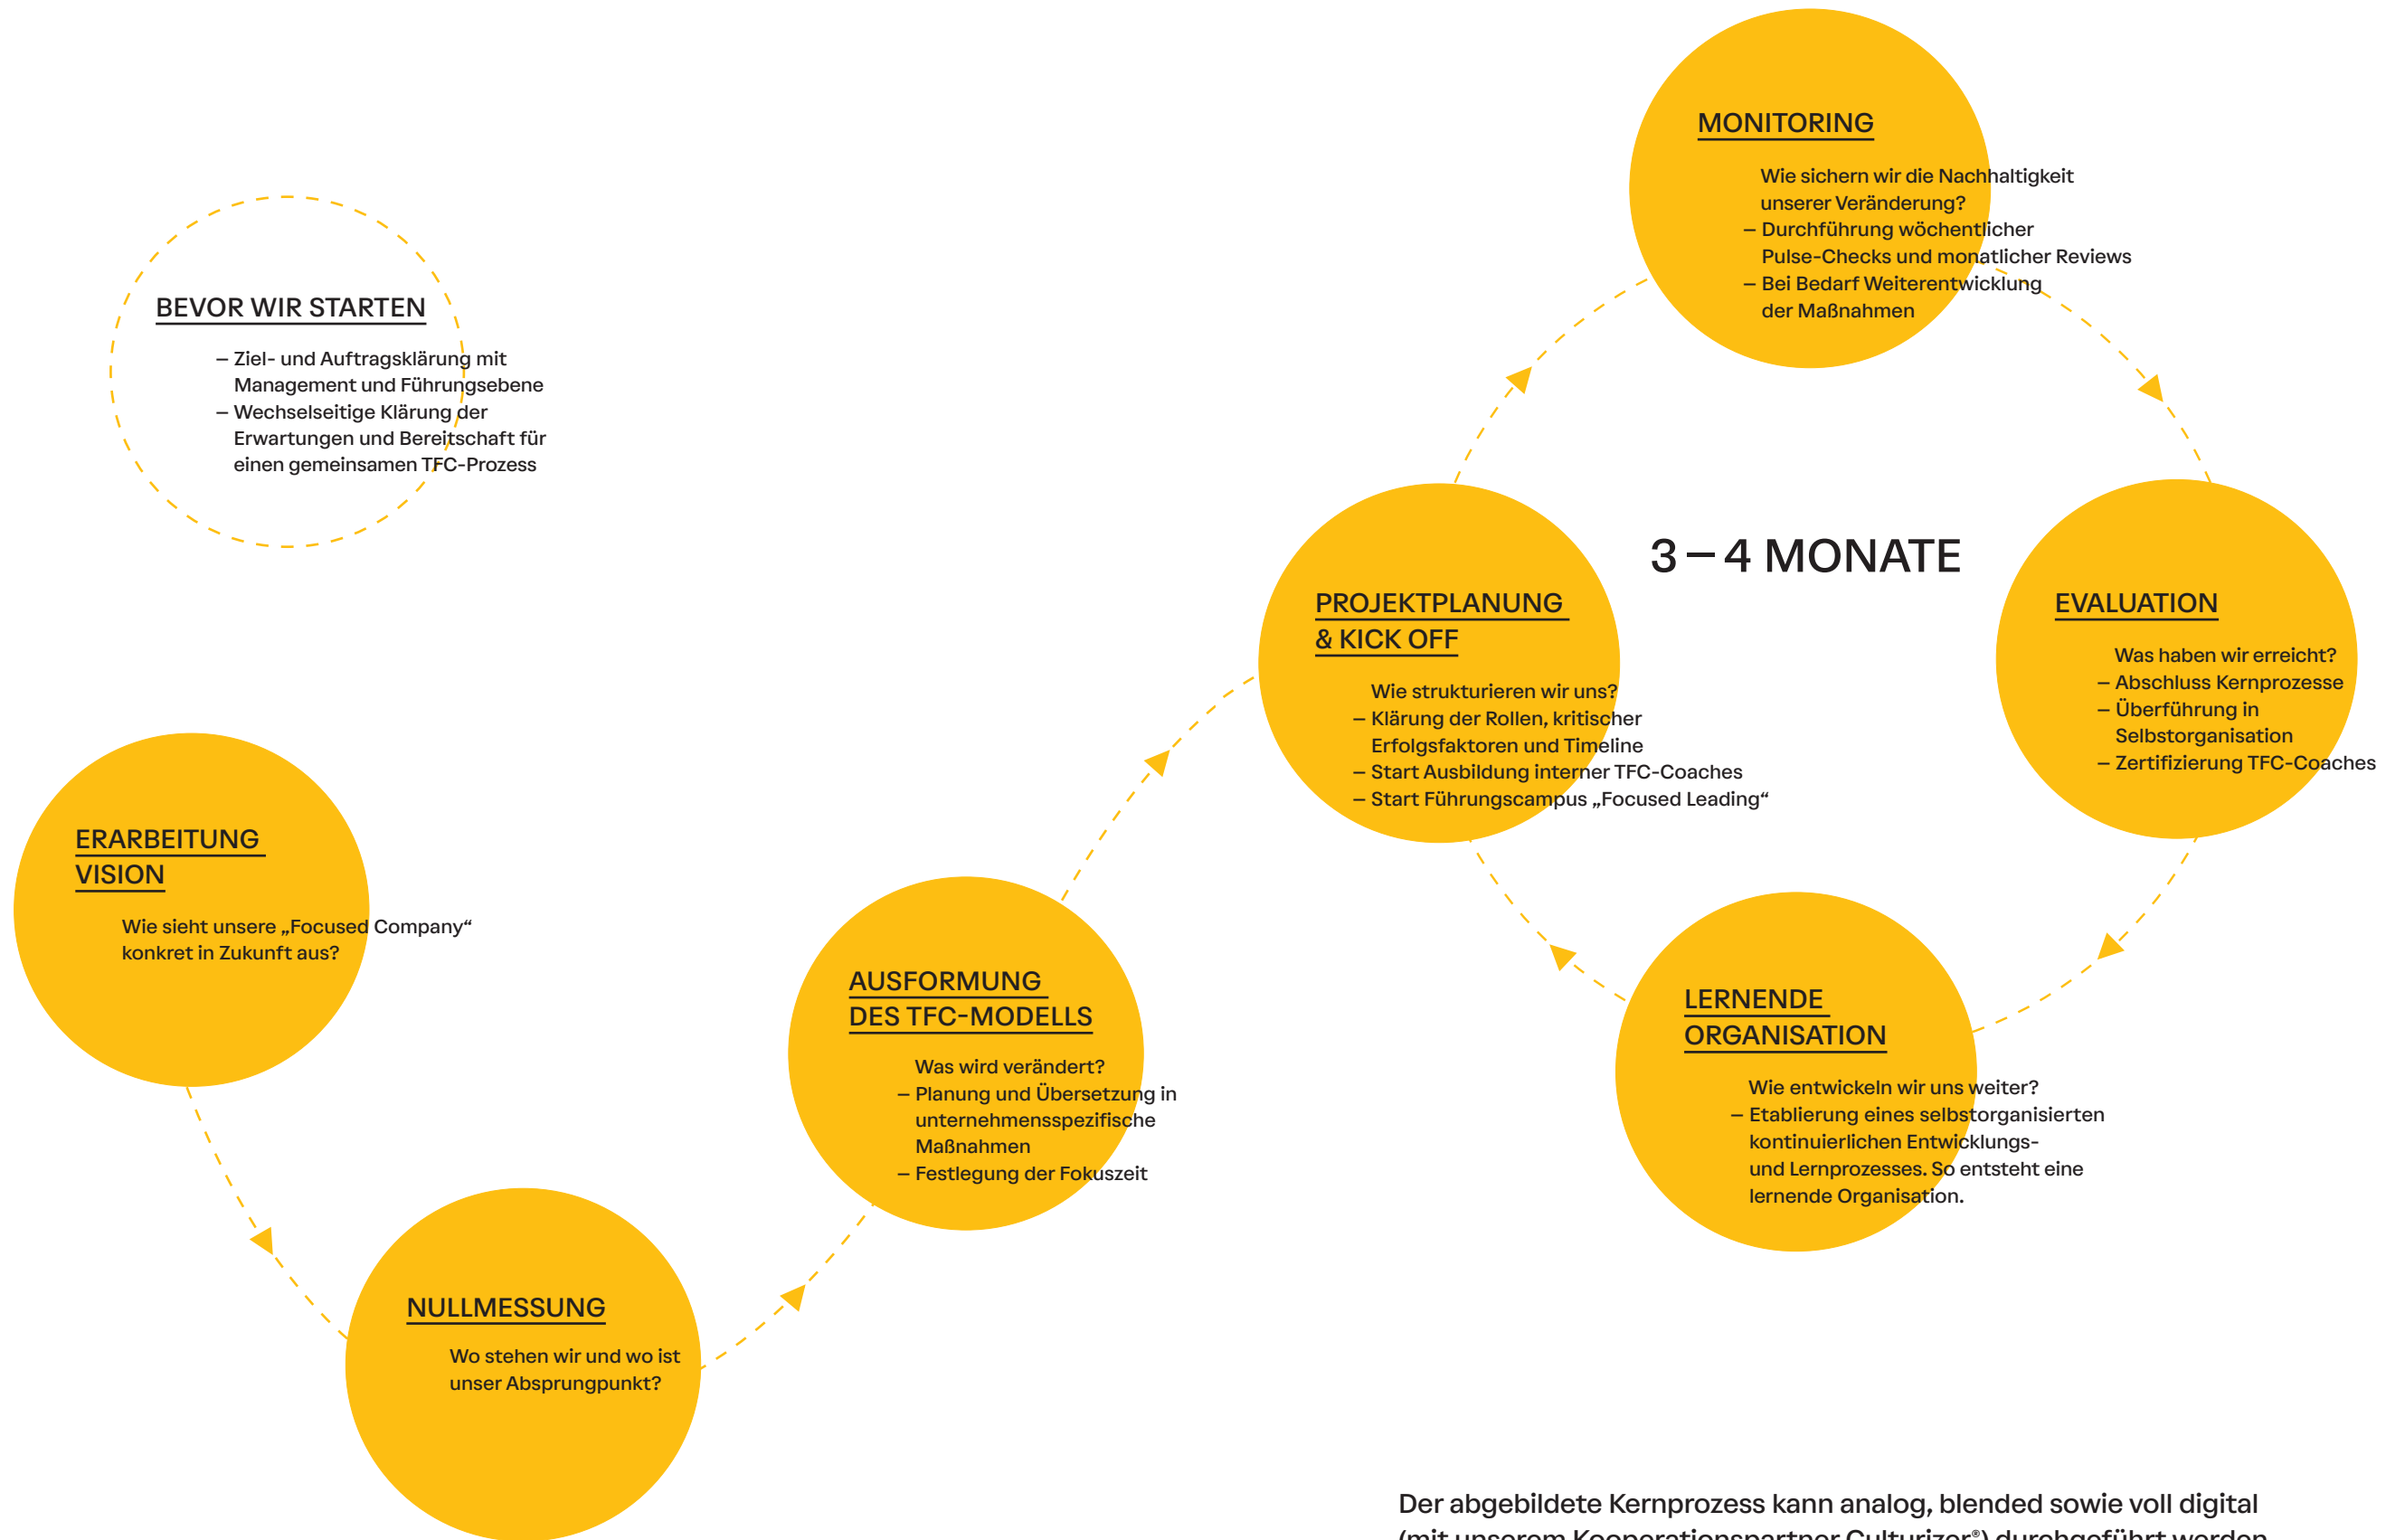 BEVOR WIR STARTEN
– Ziel- und Auftragsklärung mit
Management und Führungsebene
– Wechselseitige Klärung der
Erwartungen und Bereitschaft für
einen gemeinsamen TFC-Prozess
ERARBEITUNG
VISION
Wie sieht unsere „Focused Company“
konkret in Zukunft aus?
NULLMESSUNG
Wo stehen wir und wo ist
unser Absprungpunkt?
AUSFORMUNG
DES TFC-MODELLS
Was wird verändert?
– Planung und Übersetzung in
unternehmensspezifische
Maßnahmen
– Festlegung der Fokuszeit
PROJEKTPLANUNG
& KICK OFF
Wie strukturieren wir uns?
– Klärung der Rollen, kritischer
Erfolgsfaktoren und Timeline
– Start Ausbildung interner TFC-Coaches
– Start Führungscampus „Focused Leading“
MONITORING
Wie sichern wir die Nachhaltigkeit
unserer Veränderung?
– Durchführung wöchentlicher
Pulse-Checks und monatlicher Reviews
– Bei Bedarf Weiterentwicklung
der Maßnahmen
3 – 4 MONATE
EVALUATION
Was haben wir erreicht?
– Abschluss Kernprozesse
– Überführung in
Selbstorganisation
– Zertifizierung TFC-Coaches
LERNENDE
ORGANISATION
Wie entwickeln wir uns weiter?
– Etablierung eines selbstorganisierten
kontinuierlichen Entwicklungs-
und Lernprozesses. So entsteht eine
lernende Organisation.
Der abgebildete Kernprozess kann analog, blended sowie voll digital
(mit unserem Kooperationspartner Culturizer®) durchgeführt werden